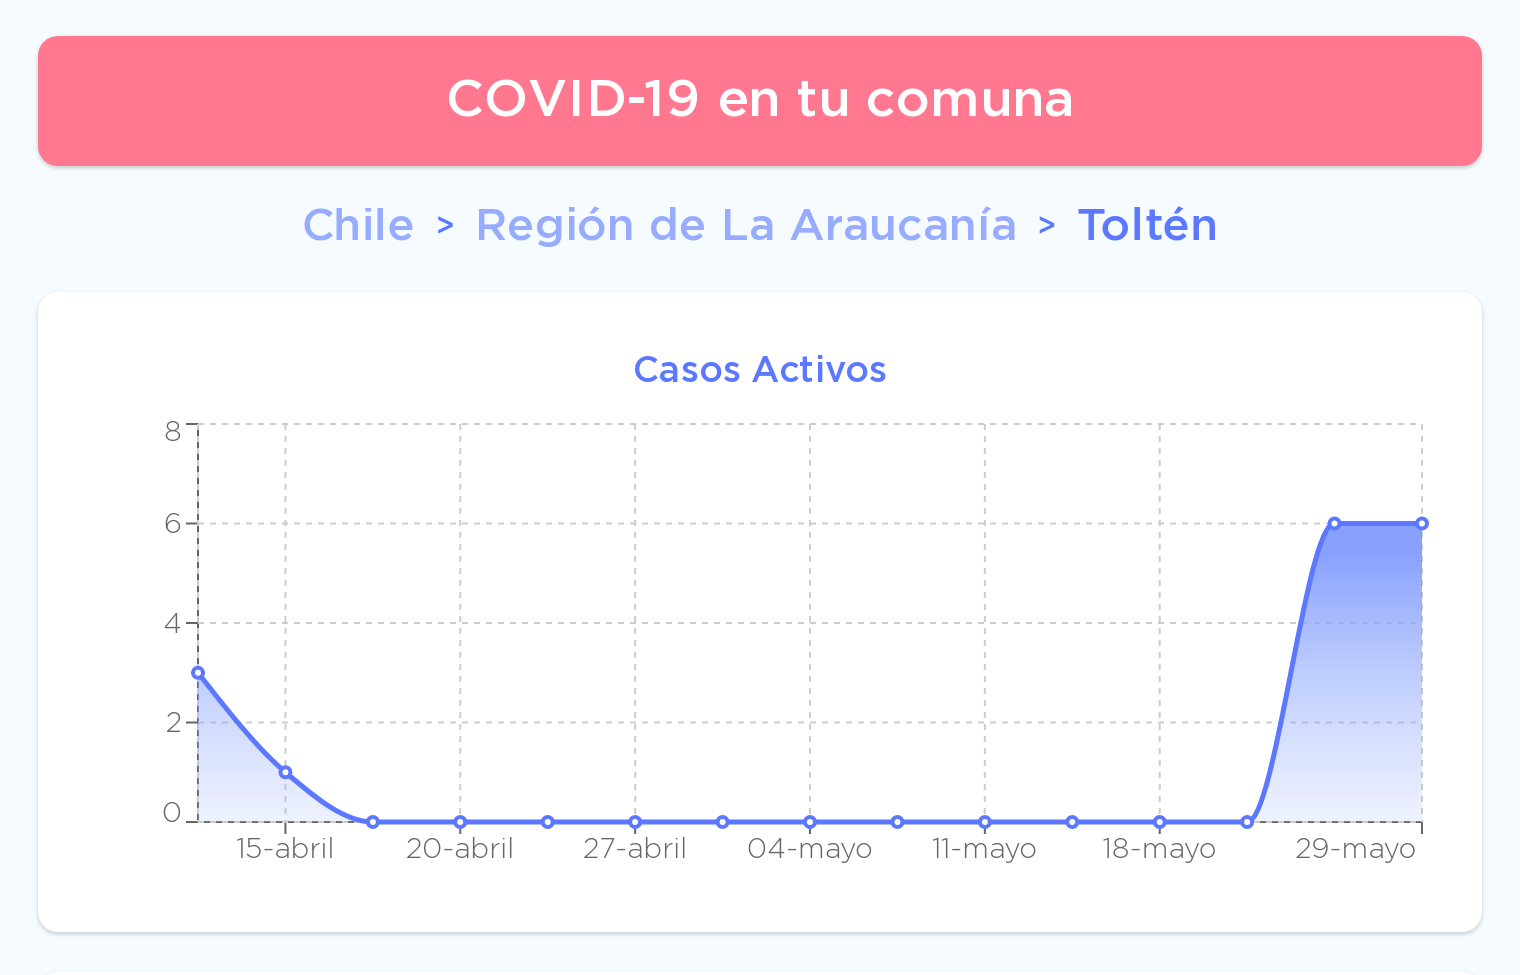 COVID-19 en tu comuna
Chile > Región de La Araucanía > Toltén
Casos Activos
8
6
4
2
0
15-abril 20-abril 27-abril 04-mayo 11-mayo 18-mayo 29-mayo